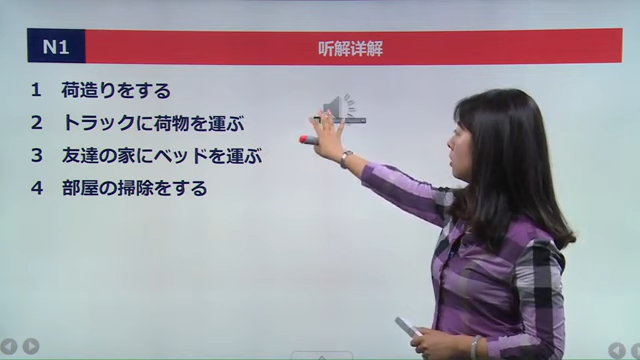 N1 听解详解
1 荷造りをする
2 トラックに荷物を運ぶ
3 友達の家にベッドを運ぶ
4 部屋の掃除をする